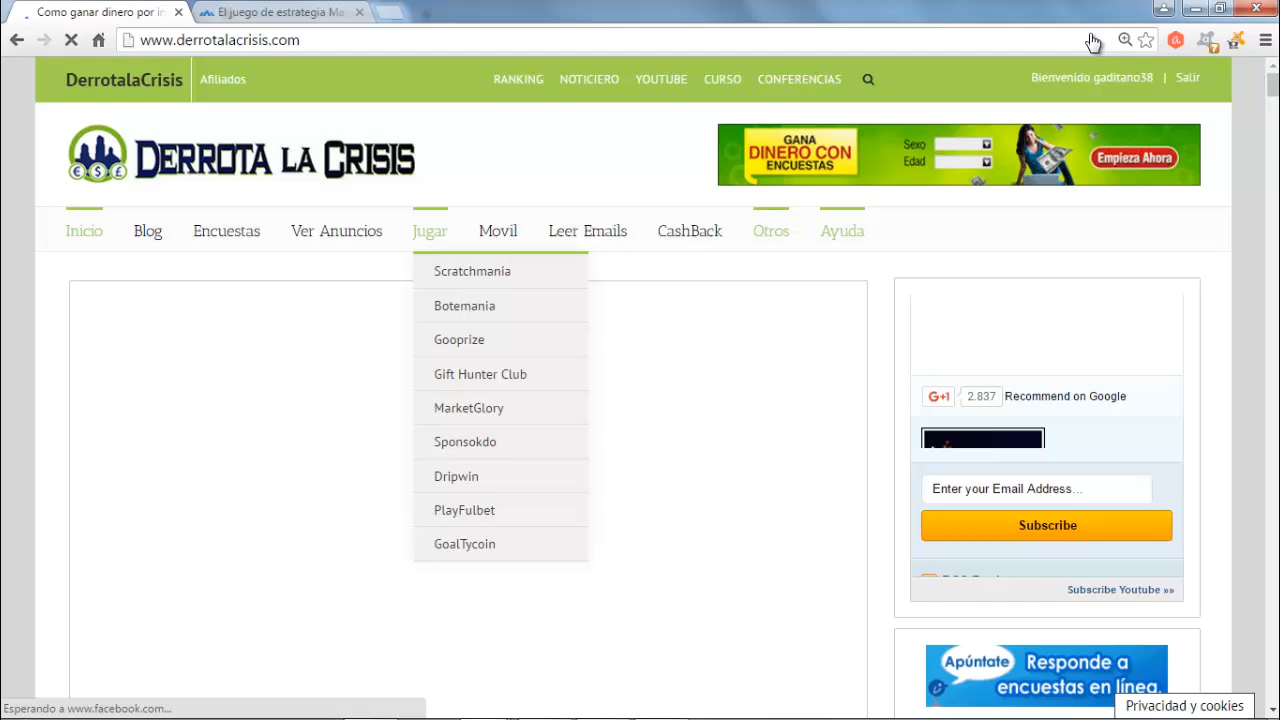 Como ganar dinero por in
El juego de estrategia Ma
www.derrotalacrisis.com
DerrotalaCrisis
Afiliados
RANKING
NOTICIERO
YOUTUBE
CURSO
CONFERENCIAS
Bienvenido gaditano38 | Salir
DERROTA LA CRISIS
GANA
DINERO CON
ENCUESTAS
Sexo
Edad
Empieza Ahora
Inicio
Blog
Encuestas
Ver Anuncios
Jugar
Movil
Leer Emails
CashBack
Otros
Ayuda
Scratchmania
Botemania
Gooprize
Gift Hunter Club
MarketGlory
Sponsokdo
Dripwin
PlayFulbet
GoalTycoin
G+1 2.837 Recommend on Google
Enter your Email Address...
Subscribe
Subscribe Youtube »»
Apúntate
Responde a
encuestas en línea.
Privacidad y cookies
Esperando a www.facebook.com...